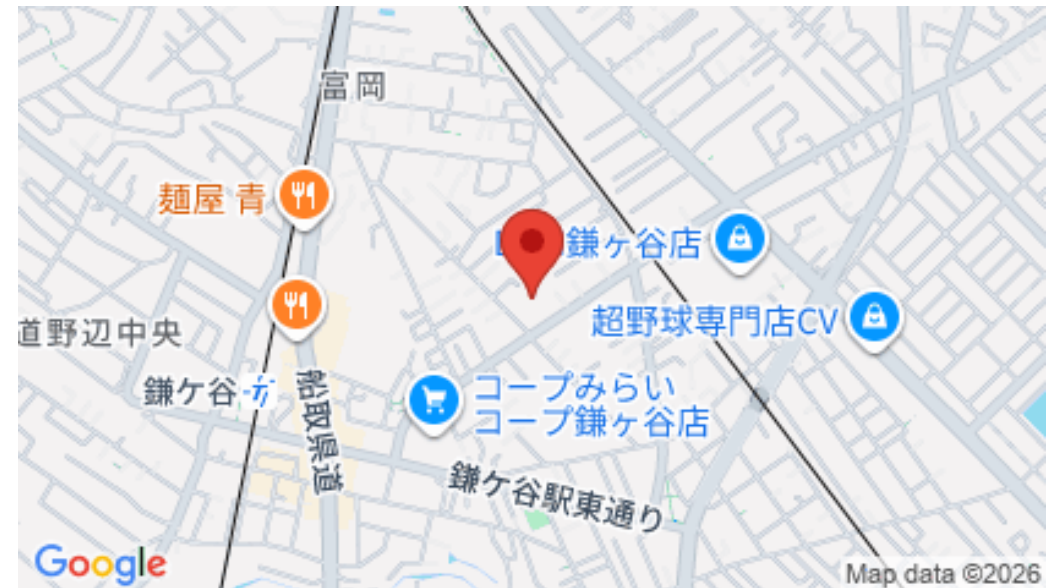 富岡
麺屋 青
鎌ヶ谷店
超野球専門店CV
道野辺中央
鎌ケ谷
船取県道
コープみらい
コープ鎌ヶ谷店
鎌ケ谷駅東通り
Google
Map data ©2026